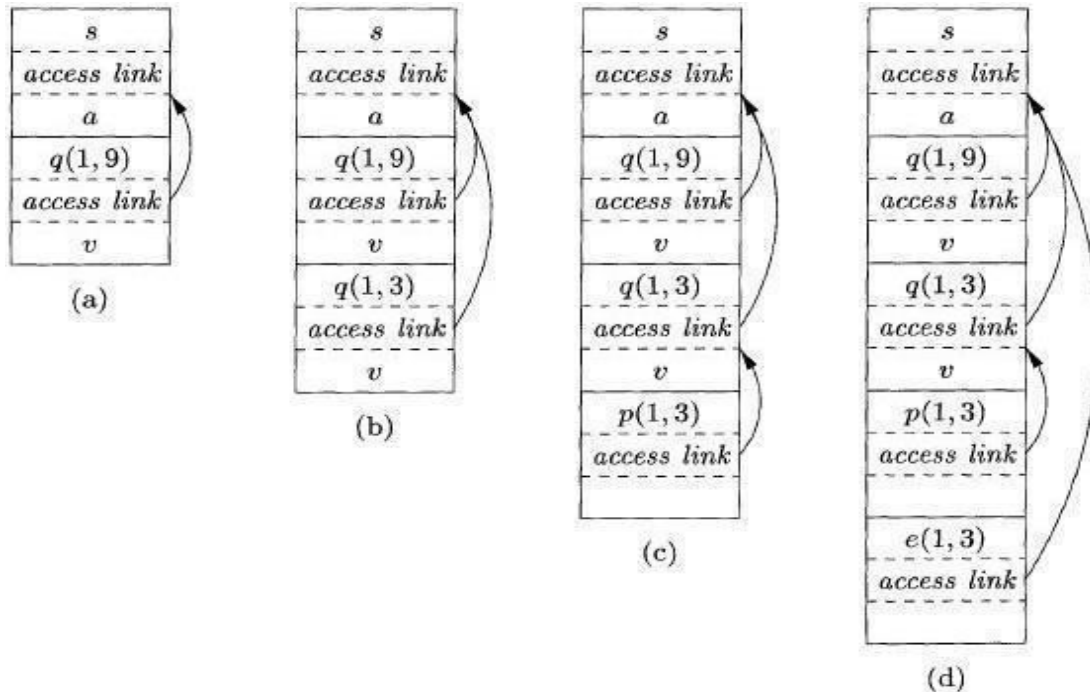 s
access link
a
q(1, 9)
access link
v
(a)
s
access link
a
q(1, 9)
access link
v
q(1, 3)
access link
v
(b)
s
access link
a
q(1, 9)
access link
v
q(1, 3)
access link
v
p(1, 3)
access link
(c)
s
access link
a
q(1, 9)
access link
v
q(1, 3)
access link
v
p(1, 3)
access link
e(1, 3)
access link
(d)